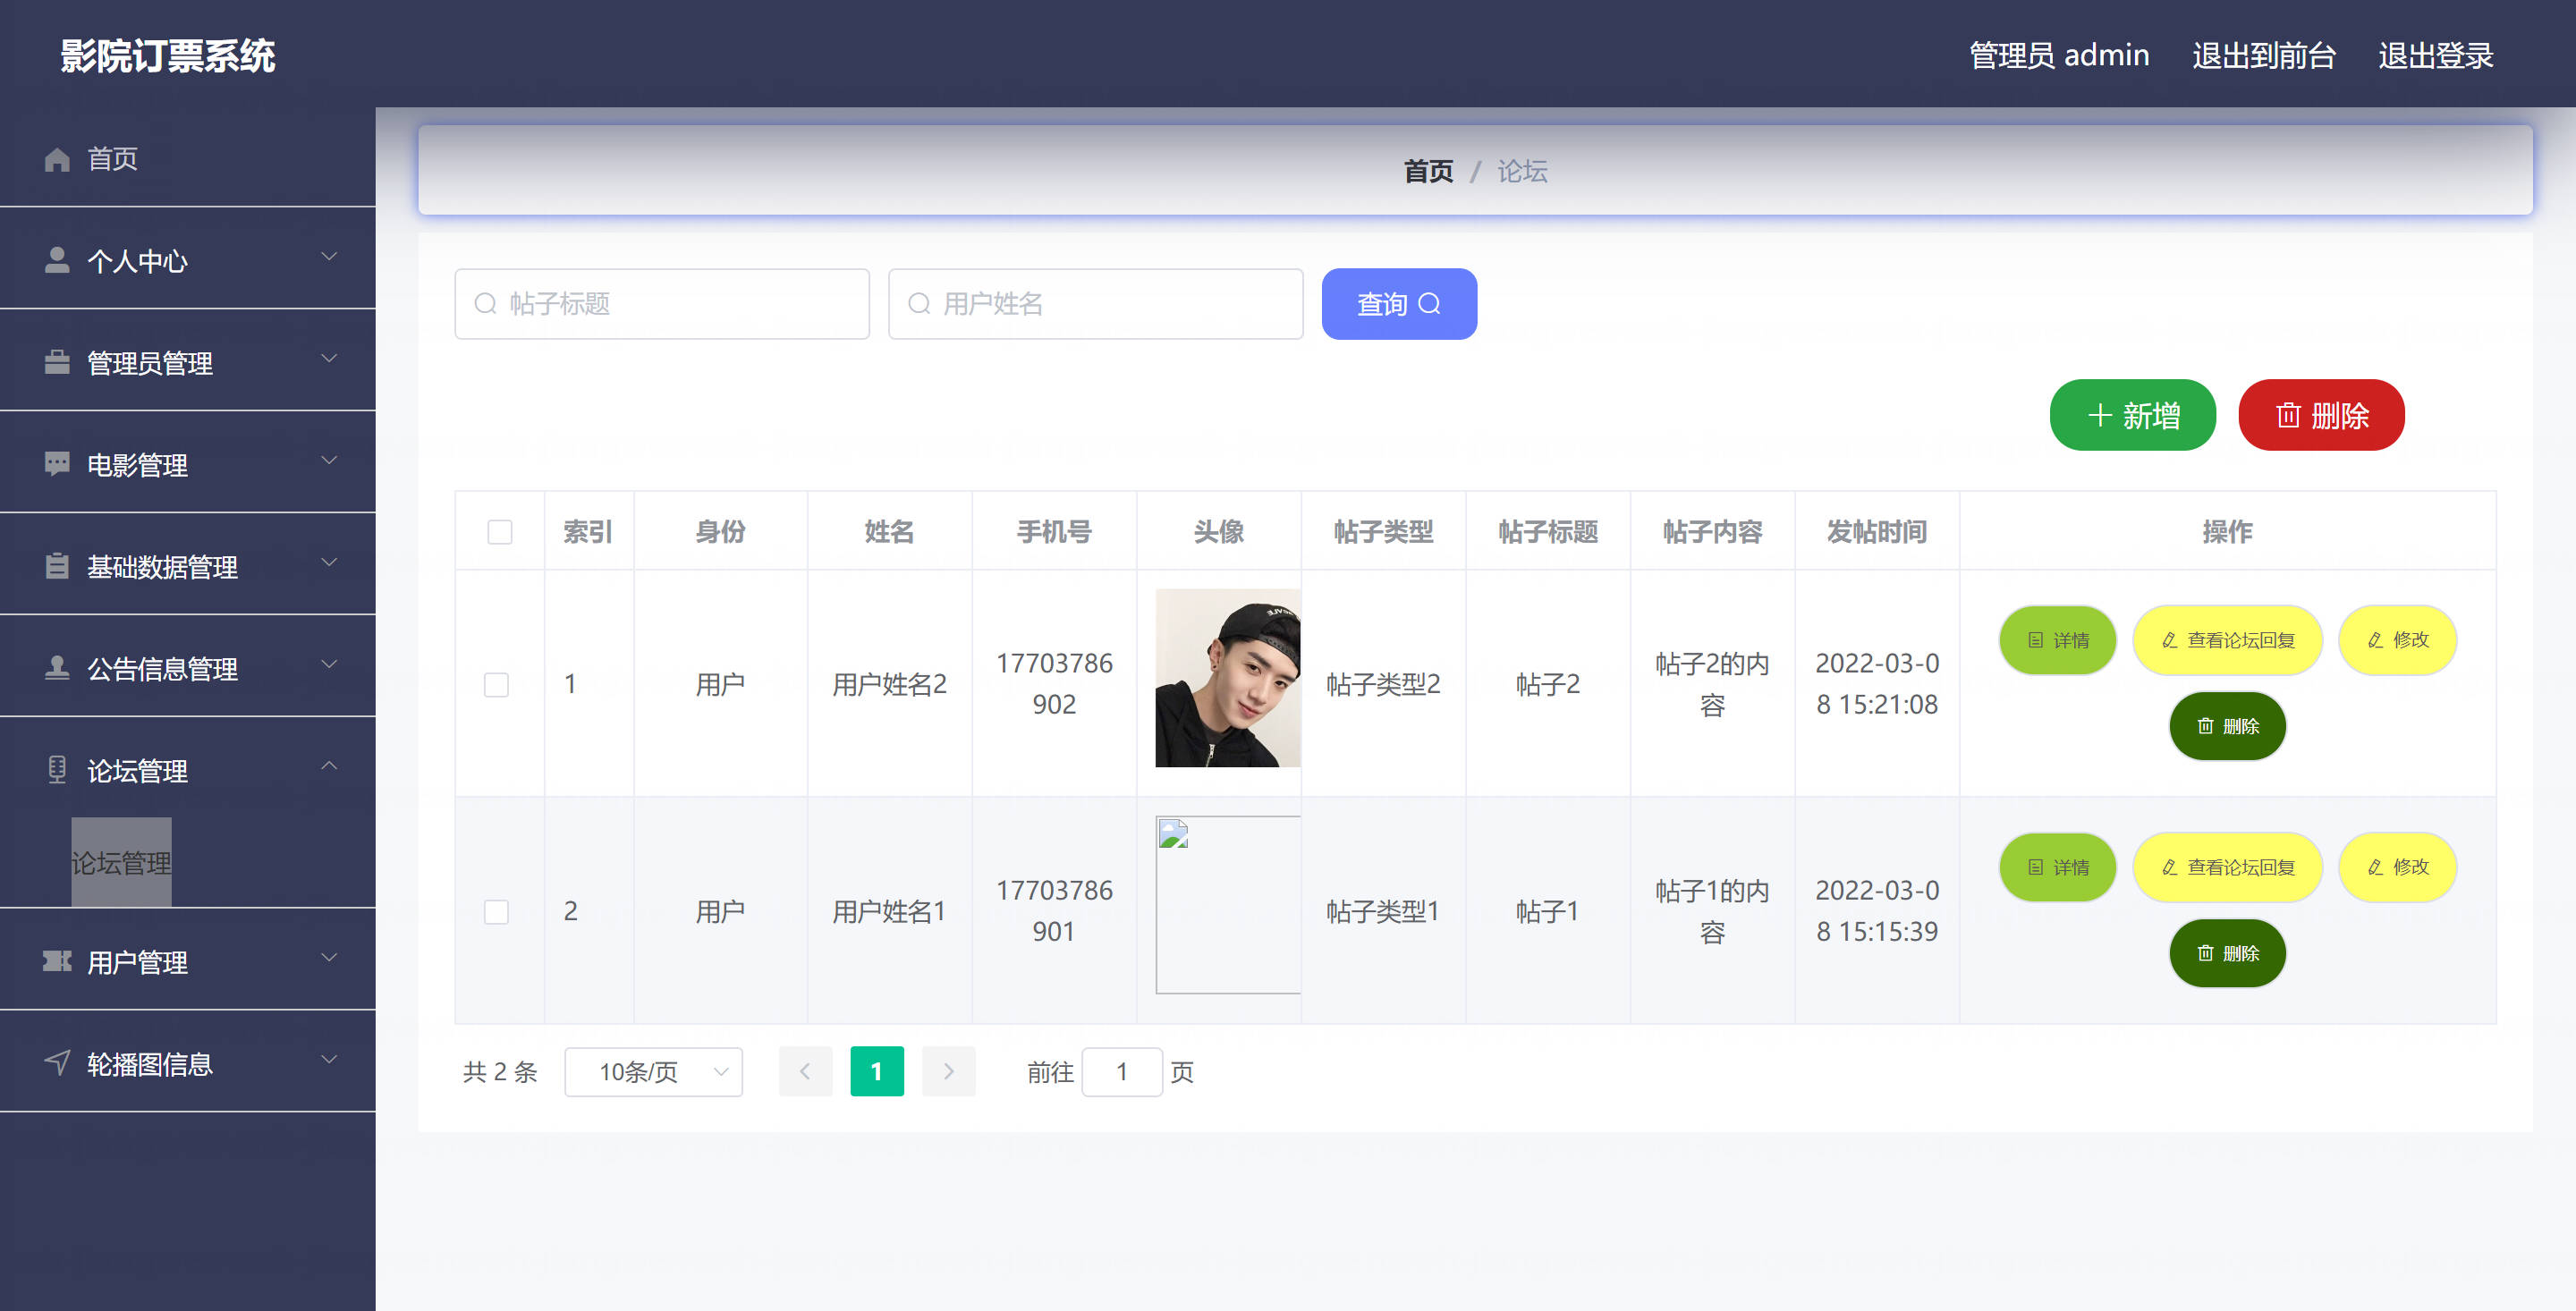 影院订票系统
管理员 admin 退出到前台 退出登录
首页
个人中心
管理员管理
电影管理
基础数据管理
公告信息管理
论坛管理
论坛管理
用户管理
轮播图信息
首页 / 论坛
帖子标题 用户姓名 查询
新增 删除
索引 身份 姓名 手机号 头像 帖子类型 帖子标题 帖子内容 发帖时间 操作
1 用户 用户姓名2 17703786902 帖子类型2 帖子2 帖子2的内容 2022-03-08 15:21:08 详情 查看论坛回复 修改
删除
2 用户 用户姓名1 17703786901 帖子类型1 帖子1 帖子1的内容 2022-03-08 15:15:39 详情 查看论坛回复 修改
删除
共 2 条 10条/页 1 前往 1 页